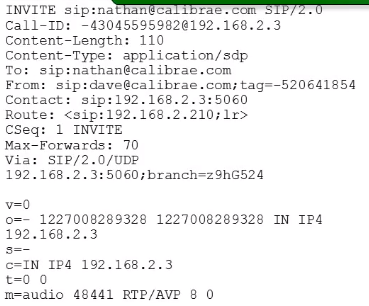 INVITE sip:nathan@calibrae.com SIP/2.0
Call-ID: -43045595982@192.168.2.3
Content-Length: 110
Content-Type: application/sdp
To: sip:nathan@calibrae.com
From: sip:dave@calibrae.com;tag=-520641854
Contact: sip:192.168.2.3:5060
Route: <sip:192.168.2.210;lr>
CSeq: 1 INVITE
Max-Forwards: 70
Via: SIP/2.0/UDP
192.168.2.3:5060;branch=z9hG524
v=0
o=- 1227008289328 1227008289328 IN IP4
192.168.2.3
s=-
c=IN IP4 192.168.2.3
t=0 0
m=audio 48441 RTP/AVP 8 0